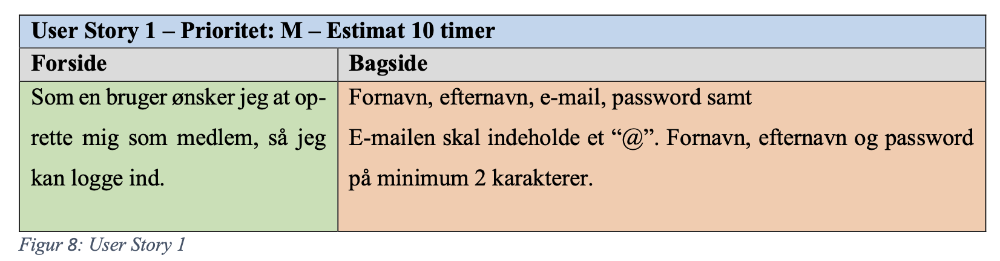 User Story 1 – Prioritet: M – Estimat 10 timer
Forside
Bagside
Som en bruger ønsker jeg at op-
rette mig som medlem, så jeg
kan logge ind.
Fornavn, efternavn, e-mail, password samt
E-mailen skal indeholde et “@”. Fornavn, efternavn og password
på minimum 2 karakterer.
Figur 8: User Story 1